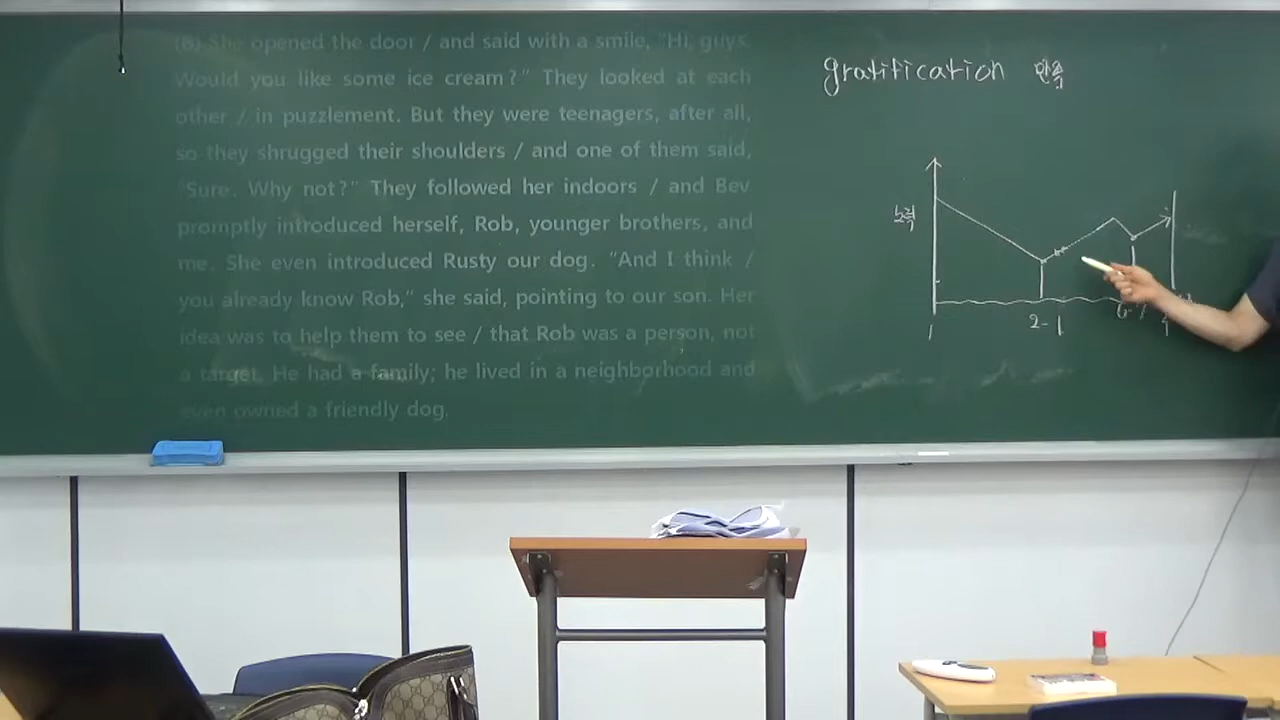 (6) She opened the door / and said with a smile, "Hi, guys.
Would you like some ice cream?" They looked at each
other / in puzzlement. But they were teenagers, after all,
so they shrugged their shoulders / and one of them said,
"Sure. Why not?" They followed her indoors / and Bev
promptly introduced herself, Rob, younger brothers, and
me. She even introduced Rusty our dog. "And I think /
you already know Rob," she said, pointing to our son. Her
idea was to help them to see / that Rob was a person, not
a target. He had a family; he lived in a neighborhood and
even owned a friendly dog.
gratification 만족
노력
1
2-1